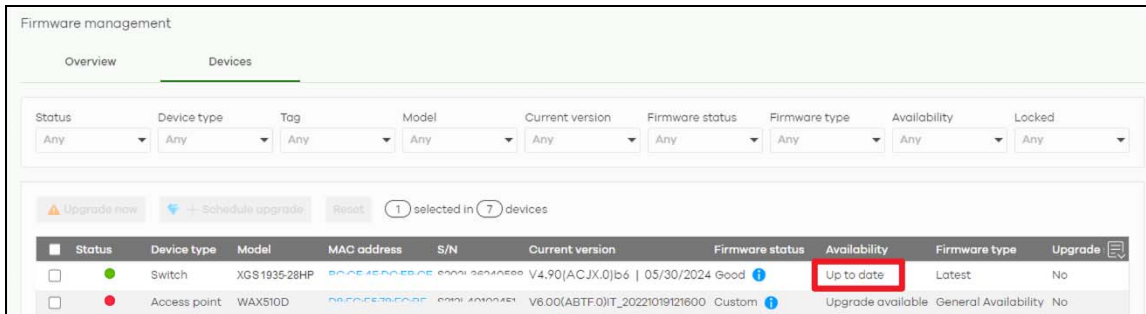 Firmware management
Overview Devices
Status Device type Tag Model Current version Firmware status Firmware type Availability Locked
Any Any Any Any Any Any Any Any Any
Upgrade now + Schedule upgrade Reset 1 selected in 7 devices
Status Device type Model MAC address S/N Current version Firmware status Availability Firmware type Upgrade
Switch XGS1935-28HP V4.90(ACJX.0)b6 | 05/30/2024 Good Up to date Latest No
Access point WAX510D V6.00(ABTF.0)IT_20221019121600 Custom Upgrade available General Availability No